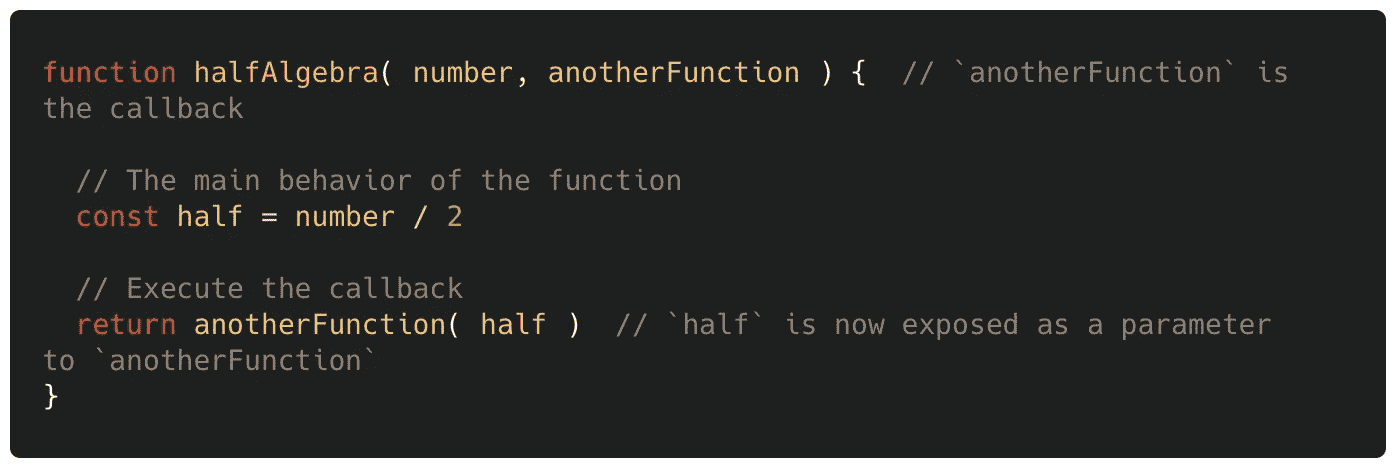 function halfAlgebra( number, anotherFunction ) {  // `anotherFunction` is
the callback
  // The main behavior of the function
  const half = number / 2
  // Execute the callback
  return anotherFunction( half )  // `half` is now exposed as a parameter
to `anotherFunction`
}